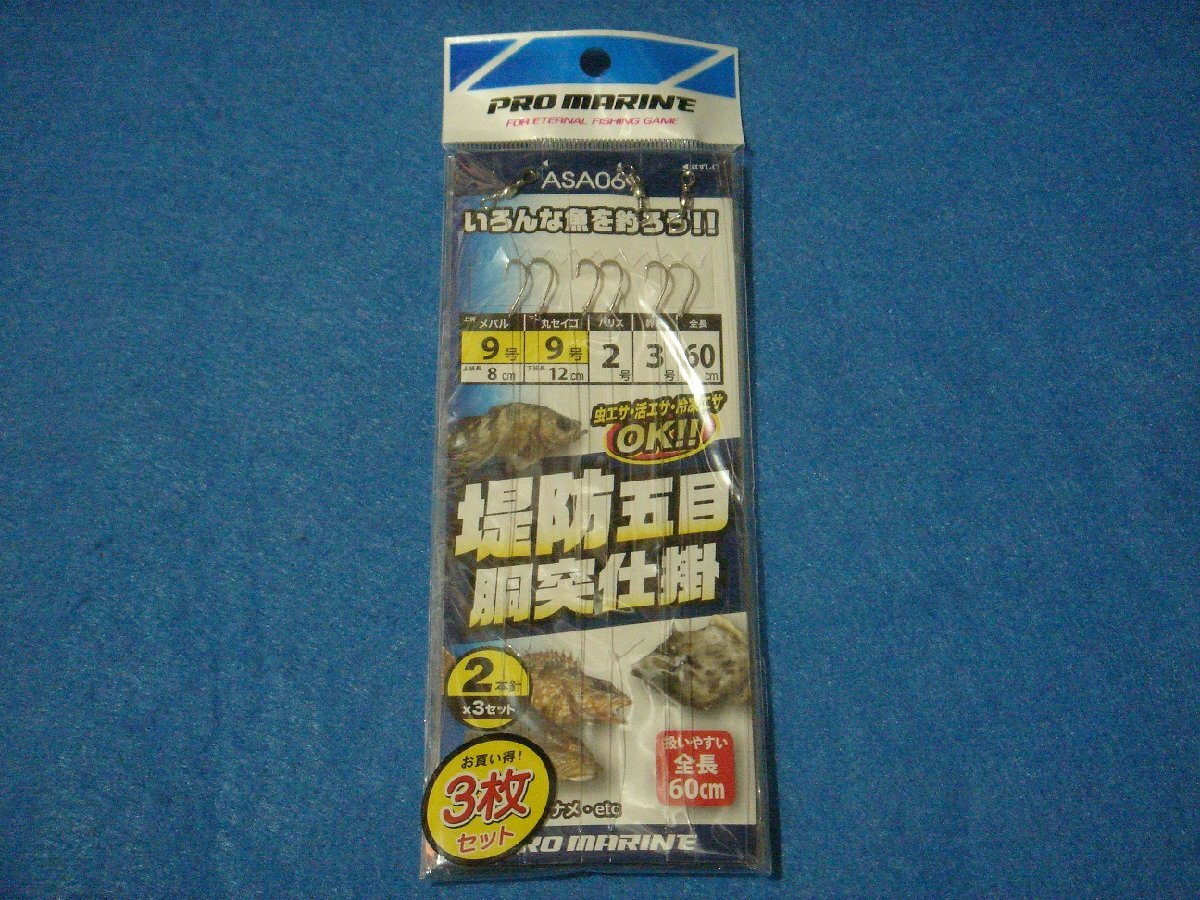 PRO MARINE
FOR ETERNAL FISHING GAME
ASA06
いろんな魚を釣ろう!!
メバル 丸セイゴ ハリス 全長
9号 9号 2号 3号 60cm
8cm 12cm
虫エサ・活エサ・冷凍エサ
OK!!
堤防五目
胴突仕掛
2本針
×3セット
扱いやすい
全長
60cm
お買い得!
3枚
セット
ナメ・etc
PRO MARINE